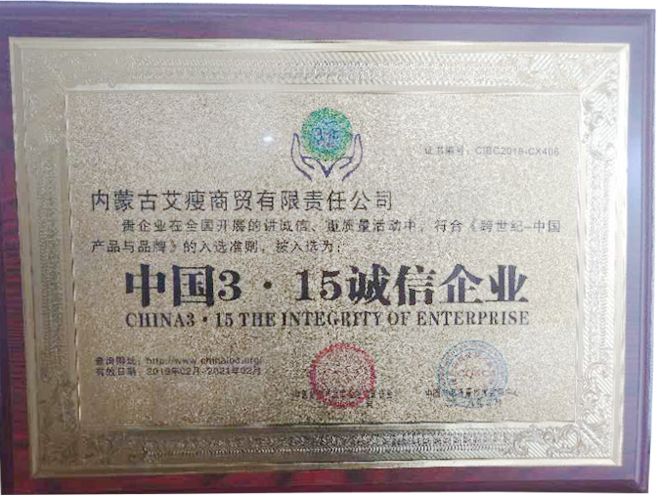 3·15
证书编号：CIBC2019-CX406
内蒙古艾瘦商贸有限责任公司
贵企业在全国开展的讲诚信、重质量活动中，符合《跨世纪-中国
产品与品牌》的入选准则，被入选为：
中国3·15诚信企业
CHINA3·15 THE INTEGRITY OF ENTERPRISE
查询网址：http://www.chinaibc.org/
有效日期：2019年02月-2021年02月